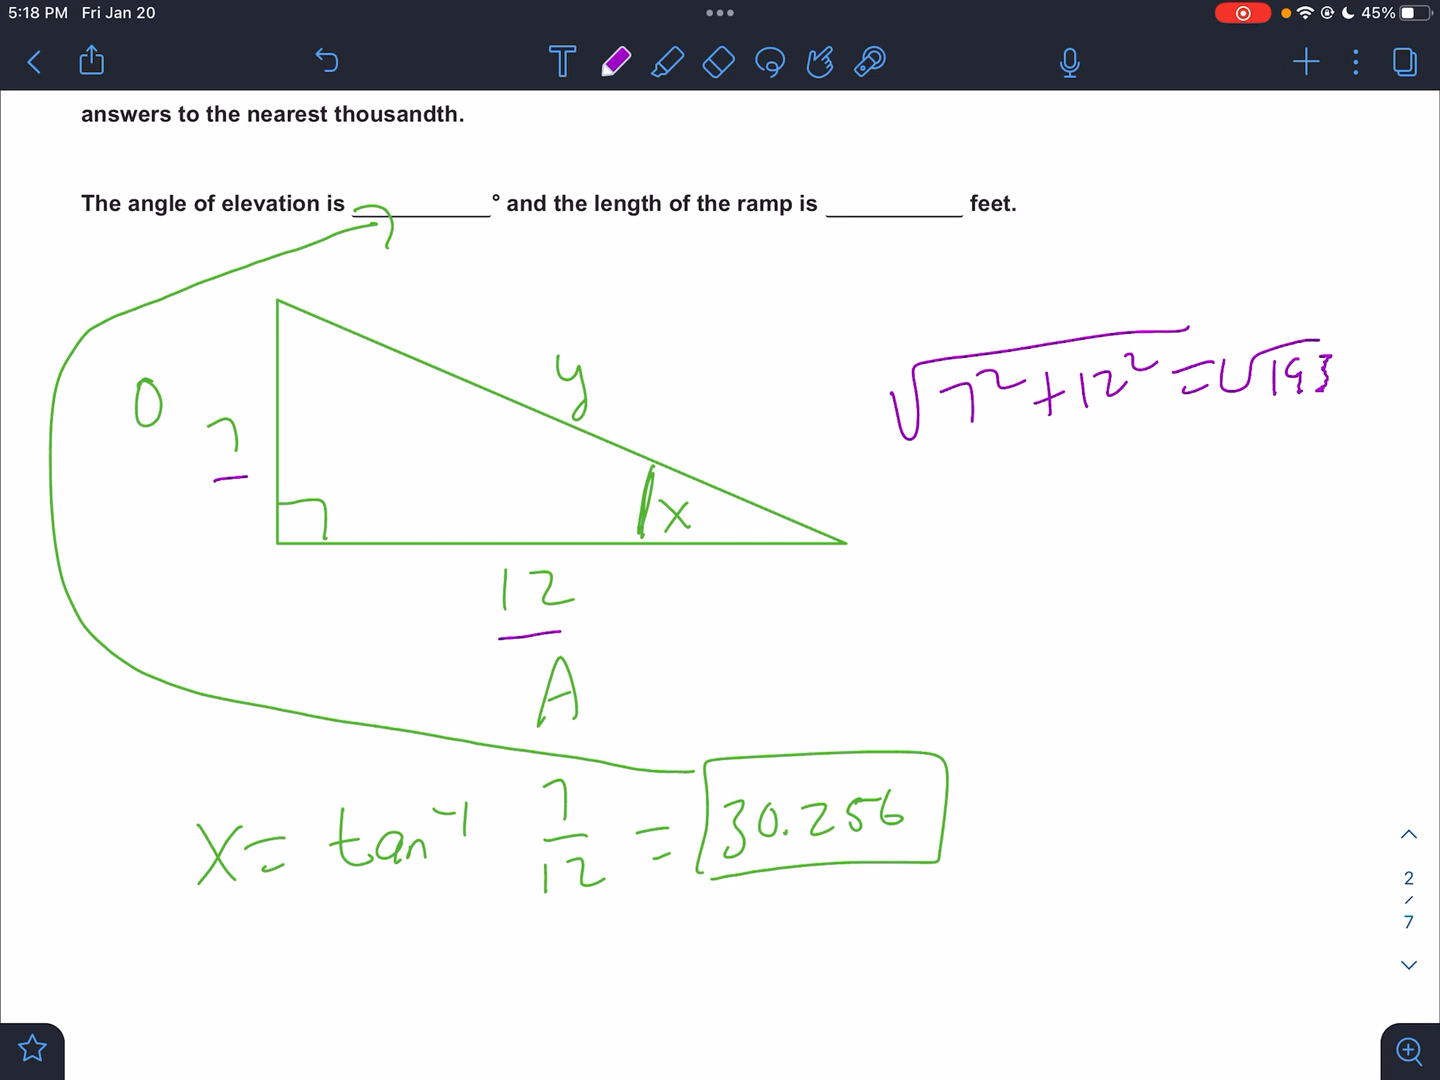 5:18 PM Fri Jan 20
45%
answers to the nearest thousandth.
The angle of elevation is __________° and the length of the ramp is __________ feet.
y
√7²+12² = √193
O
7
x
12
A
x = tan⁻¹ 7/12 = 30.256
2
/
7